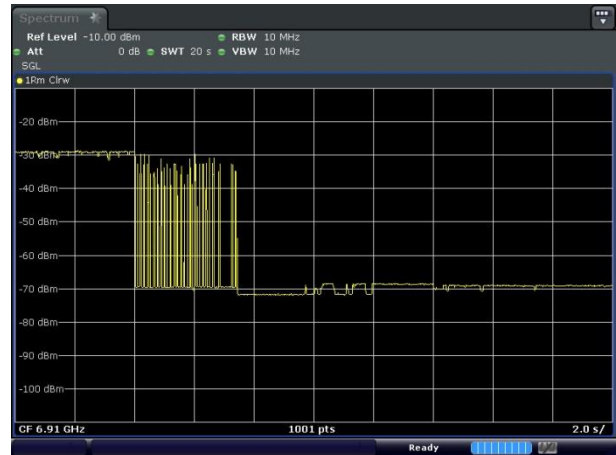 Spectrum
Ref Level -10.00 dBm RBW 10 MHz
Att 0 dB SWT 20 s VBW 10 MHz
SGL
1Rm Clrw
-20 dBm
-30 dBm
-40 dBm
-50 dBm
-60 dBm
-70 dBm
-80 dBm
-90 dBm
-100 dBm
CF 6.91 GHz 1001 pts 2.0 s/
Ready